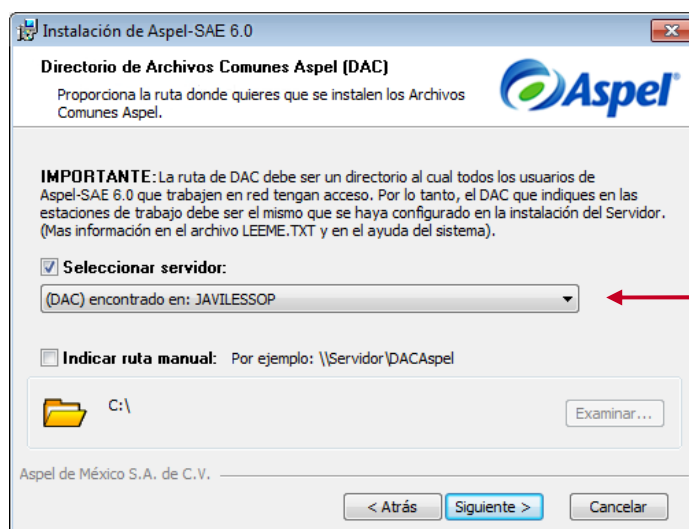 Instalación de Aspel-SAE 6.0
Directorio de Archivos Comunes Aspel (DAC)
Proporciona la ruta donde quieres que se instalen los Archivos
Comunes Aspel.
Aspel
IMPORTANTE: La ruta de DAC debe ser un directorio al cual todos los usuarios de
Aspel-SAE 6.0 que trabajen en red tengan acceso. Por lo tanto, el DAC que indiques en las
estaciones de trabajo debe ser el mismo que se haya configurado en la instalación del Servidor.
(Mas información en el archivo LEEME.TXT y en el ayuda del sistema).
Seleccionar servidor:
(DAC) encontrado en: JAVILESSOP
Indicar ruta manual: Por ejemplo: \\Servidor\DACAspel
C:\
Examinar...
Aspel de México S.A. de C.V.
< Atrás Siguiente > Cancelar